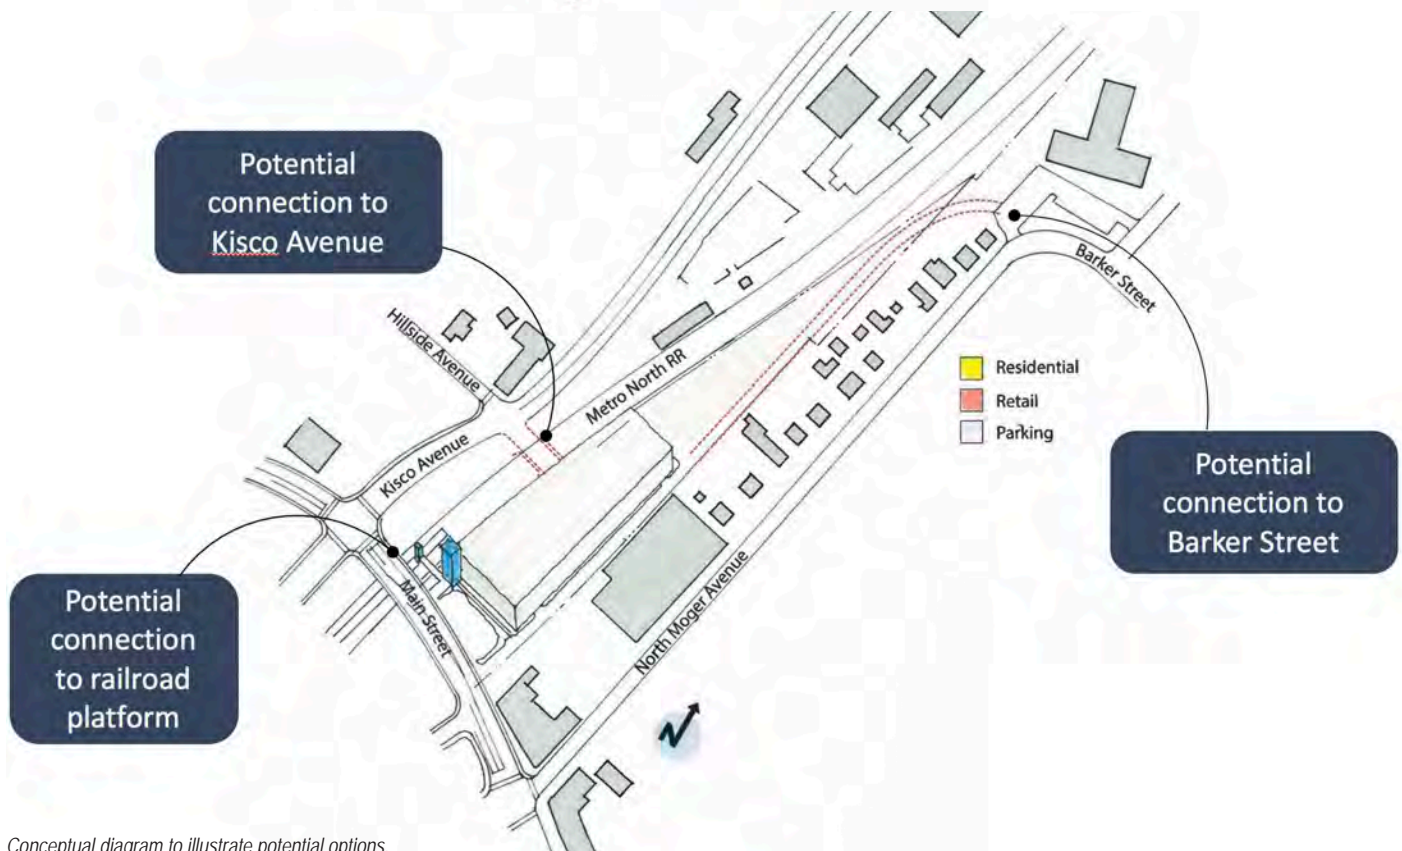 Potential
connection to
Kisco Avenue
Hillside Avenue
Metro North RR
Kisco Avenue
Barker Street
Residential
Retail
Parking
Potential
connection to
Barker Street
Potential
connection
to railroad
platform
Main Street
North Moger Avenue
N
Conceptual diagram to illustrate potential options